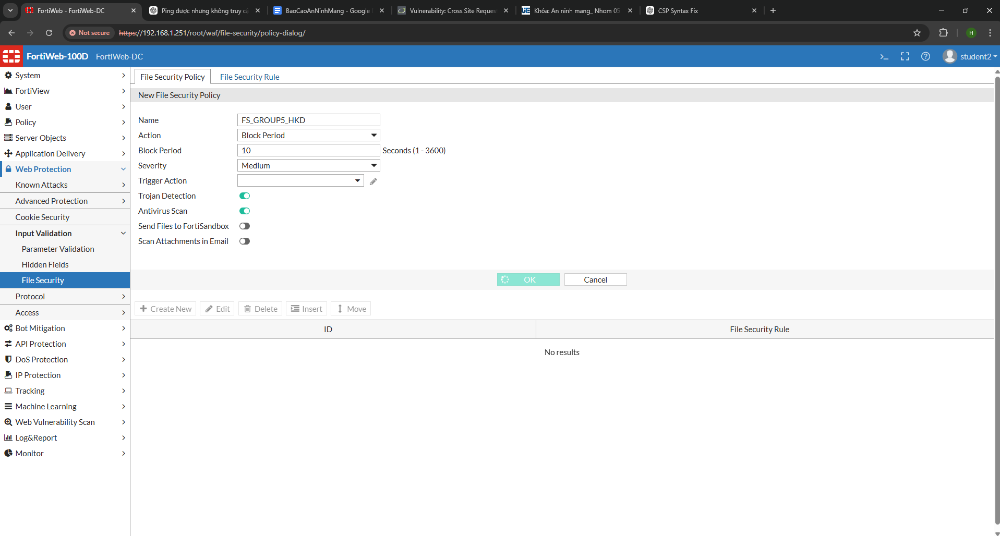 FortiWeb - FortiWeb-DC
Ping được nhưng không truy cậ
BaoCaoAnNinhMang - Google
Vulnerability: Cross Site Reques
Khóa: An ninh mang_ Nhom 05
CSP Syntax Fix
Not secure
https://192.168.1.251/root/waf/file-security/policy-dialog/
H
FortiWeb-100D
FortiWeb-DC
student2
System
FortiView
User
Policy
Server Objects
Application Delivery
Web Protection
Known Attacks
Advanced Protection
Cookie Security
Input Validation
Parameter Validation
Hidden Fields
File Security
Protocol
Access
Bot Mitigation
API Protection
DoS Protection
IP Protection
Tracking
Machine Learning
Web Vulnerability Scan
Log&Report
Monitor
File Security Policy
File Security Rule
New File Security Policy
Name FS_GROUP5_HKD
Action Block Period
Block Period 10 Seconds (1 - 3600)
Severity Medium
Trigger Action
Trojan Detection
Antivirus Scan
Send Files to FortiSandbox
Scan Attachments in Email
OK Cancel
Create New Edit Delete Insert Move
ID File Security Rule
No results